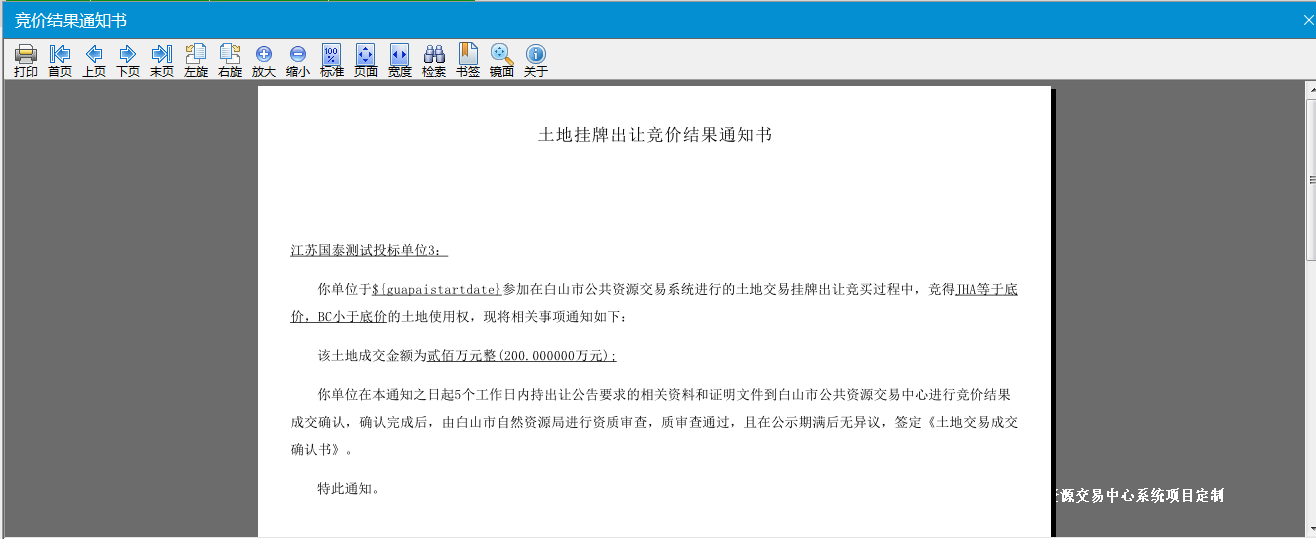 竞价结果通知书
打印 首页 上页 下页 末页 左旋 右旋 放大 缩小 标准 页面 宽度 检索 书签 镜面 关于
土地挂牌出让竞价结果通知书
江苏国泰测试投标单位3：
你单位于${guapaistartdate}参加在白山市公共资源交易系统进行的土地交易挂牌出让竞买过程中，竞得JHA等于底
价，BC小于底价的土地使用权，现将相关事项通知如下：
该土地成交金额为贰佰万元整(200.000000万元);
你单位在本通知之日起5个工作日内持出让公告要求的相关资料和证明文件到白山市公共资源交易中心进行竞价结果
成交确认，确认完成后，由白山市自然资源局进行资质审查，质审查通过，且在公示期满后无异议，签定《土地交易成交
确认书》。
特此通知。
源交易中心系统项目定制